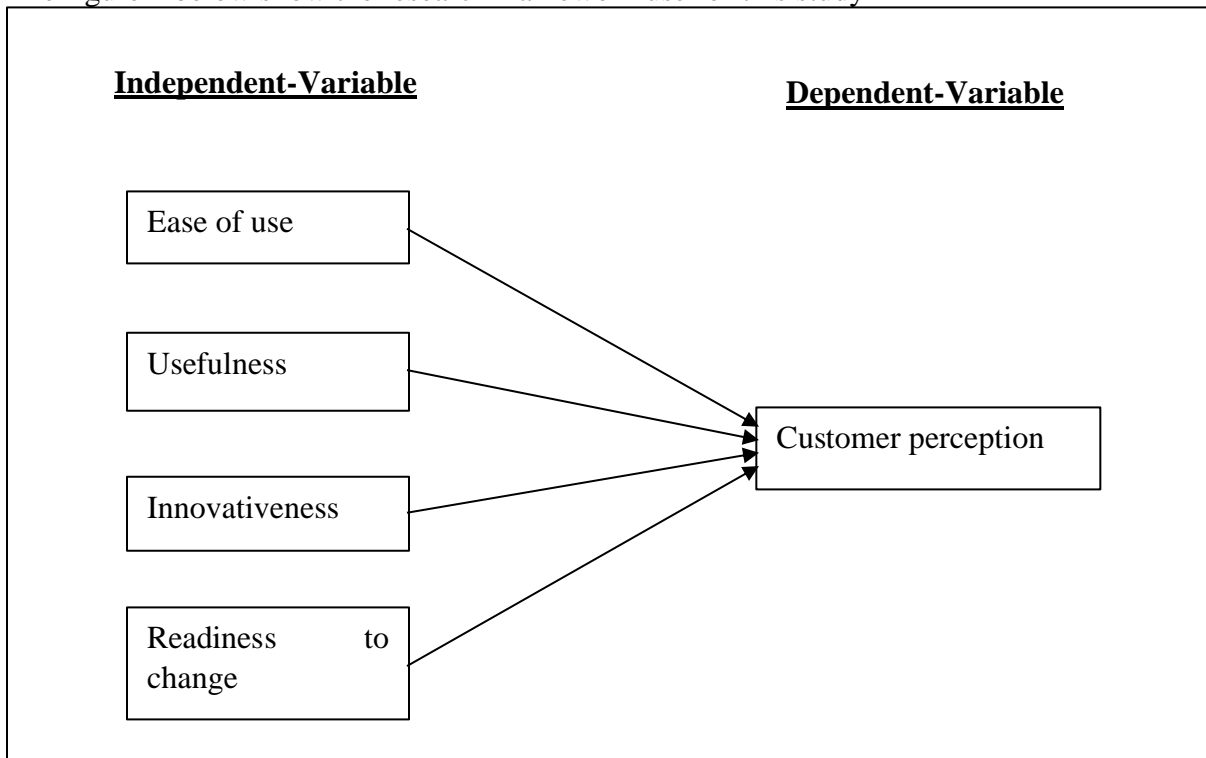 Independent-Variable
Dependent-Variable
Ease of use
Usefulness
Customer perception
Innovativeness
Readiness to
change